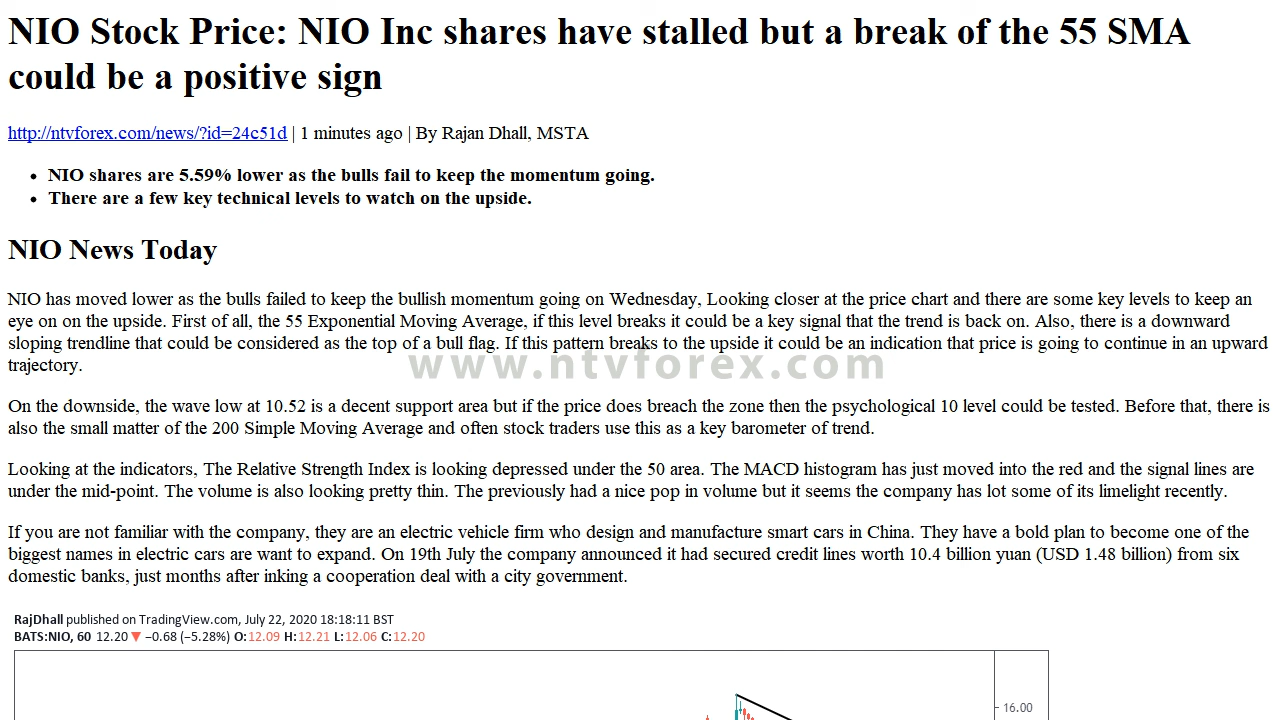 NIO Stock Price: NIO Inc shares have stalled but a break of the 55 SMA
could be a positive sign
http://ntvforex.com/news/?id=24c51d | 1 minutes ago | By Rajan Dhall, MSTA
• NIO shares are 5.59% lower as the bulls fail to keep the momentum going.
• There are a few key technical levels to watch on the upside.
NIO News Today
NIO has moved lower as the bulls failed to keep the bullish momentum going on Wednesday, Looking closer at the price chart and there are some key levels to keep an
eye on on the upside. First of all, the 55 Exponential Moving Average, if this level breaks it could be a key signal that the trend is back on. Also, there is a downward
sloping trendline that could be considered as the top of a bull flag. If this pattern breaks to the upside it could be an indication that price is going to continue in an upward
trajectory.
www.ntvforex.com
On the downside, the wave low at 10.52 is a decent support area but if the price does breach the zone then the psychological 10 level could be tested. Before that, there is
also the small matter of the 200 Simple Moving Average and often stock traders use this as a key barometer of trend.
Looking at the indicators, The Relative Strength Index is looking depressed under the 50 area. The MACD histogram has just moved into the red and the signal lines are
under the mid-point. The volume is also looking pretty thin. The previously had a nice pop in volume but it seems the company has lot some of its limelight recently.
If you are not familiar with the company, they are an electric vehicle firm who design and manufacture smart cars in China. They have a bold plan to become one of the
biggest names in electric cars are want to expand. On 19th July the company announced it had secured credit lines worth 10.4 billion yuan (USD 1.48 billion) from six
domestic banks, just months after inking a cooperation deal with a city government.
RajDhall published on TradingView.com, July 22, 2020 18:18:11 BST
BATS:NIO, 60 12.20 ▼ −0.68 (−5.28%) O:12.09 H:12.21 L:12.06 C:12.20
16.00